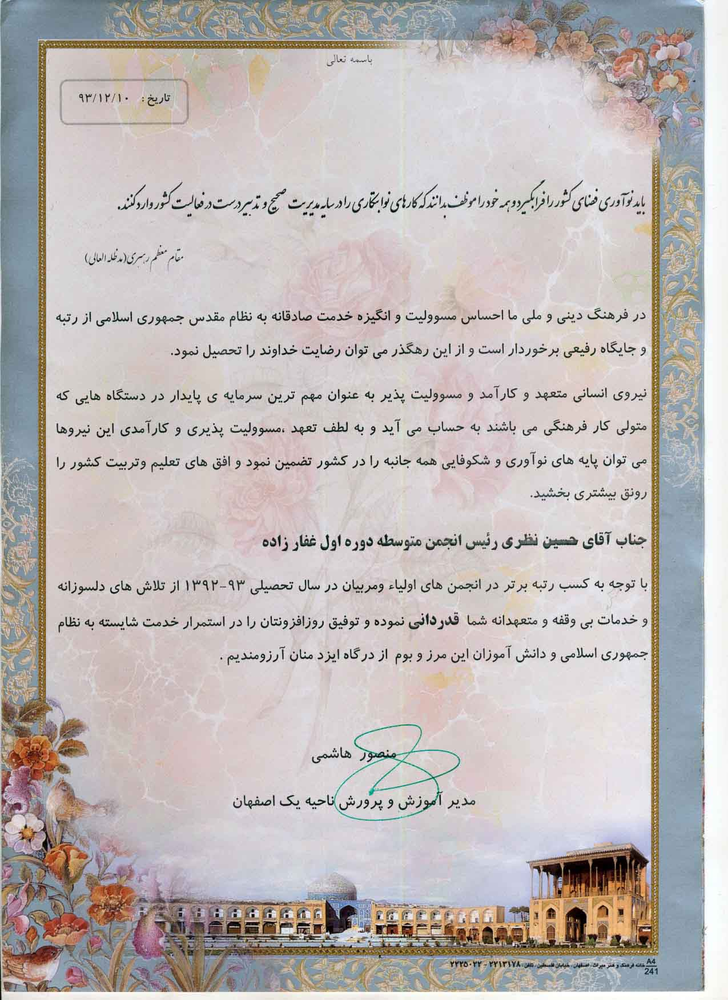 باسمه تعالی
تاریخ : ۹۳/۱۲/۱۰
باید نوآوری فضای کشور را فرا بگیرد و همه خود را موظف بدانند که کارهای نو ابتکاری را در سایه مدیریت صحیح و تدبیر درست در فعالیت کشور وارد کنند.
مقام معظم رهبری(مدظله العالی)
در فرهنگ دینی و ملی ما احساس مسوولیت و انگیزه خدمت صادقانه به نظام مقدس جمهوری اسلامی از رتبه
و جایگاه رفیعی برخوردار است و از این رهگذر می توان رضایت خداوند را تحصیل نمود.
نیروی انسانی متعهد و کارآمد و مسوولیت پذیر به عنوان مهم ترین سرمایه ی پایدار در دستگاه هایی که
متولی کار فرهنگی می باشند به حساب می آید و به لطف تعهد ،مسوولیت پذیری و کارآمدی این نیروها
می توان پایه های نوآوری و شکوفایی همه جانبه را در کشور تضمین نمود و افق های تعلیم وتربیت کشور را
رونق بیشتری بخشید.
جناب آقای حسین نظری رئیس انجمن متوسطه دوره اول غفار زاده
با توجه به کسب رتبه برتر در انجمن های اولیاء ومربیان در سال تحصیلی ۹۳-۱۳۹۲ از تلاش های دلسوزانه
و خدمات بی وقفه و متعهدانه شما قدردانی نموده و توفیق روزافزونتان را در استمرار خدمت شایسته به نظام
جمهوری اسلامی و دانش آموزان این مرز و بوم از درگاه ایزد منان آرزومندیم .
منصور هاشمی
مدیر آموزش و پرورش ناحیه یک اصفهان
A4
241
خانه فرهنگ و هنر میراث، اصفهان، خیابان فلسطین، تلفن: ۲۲۱۳۱۷۸ - ۲۲۲۵۰۲۲